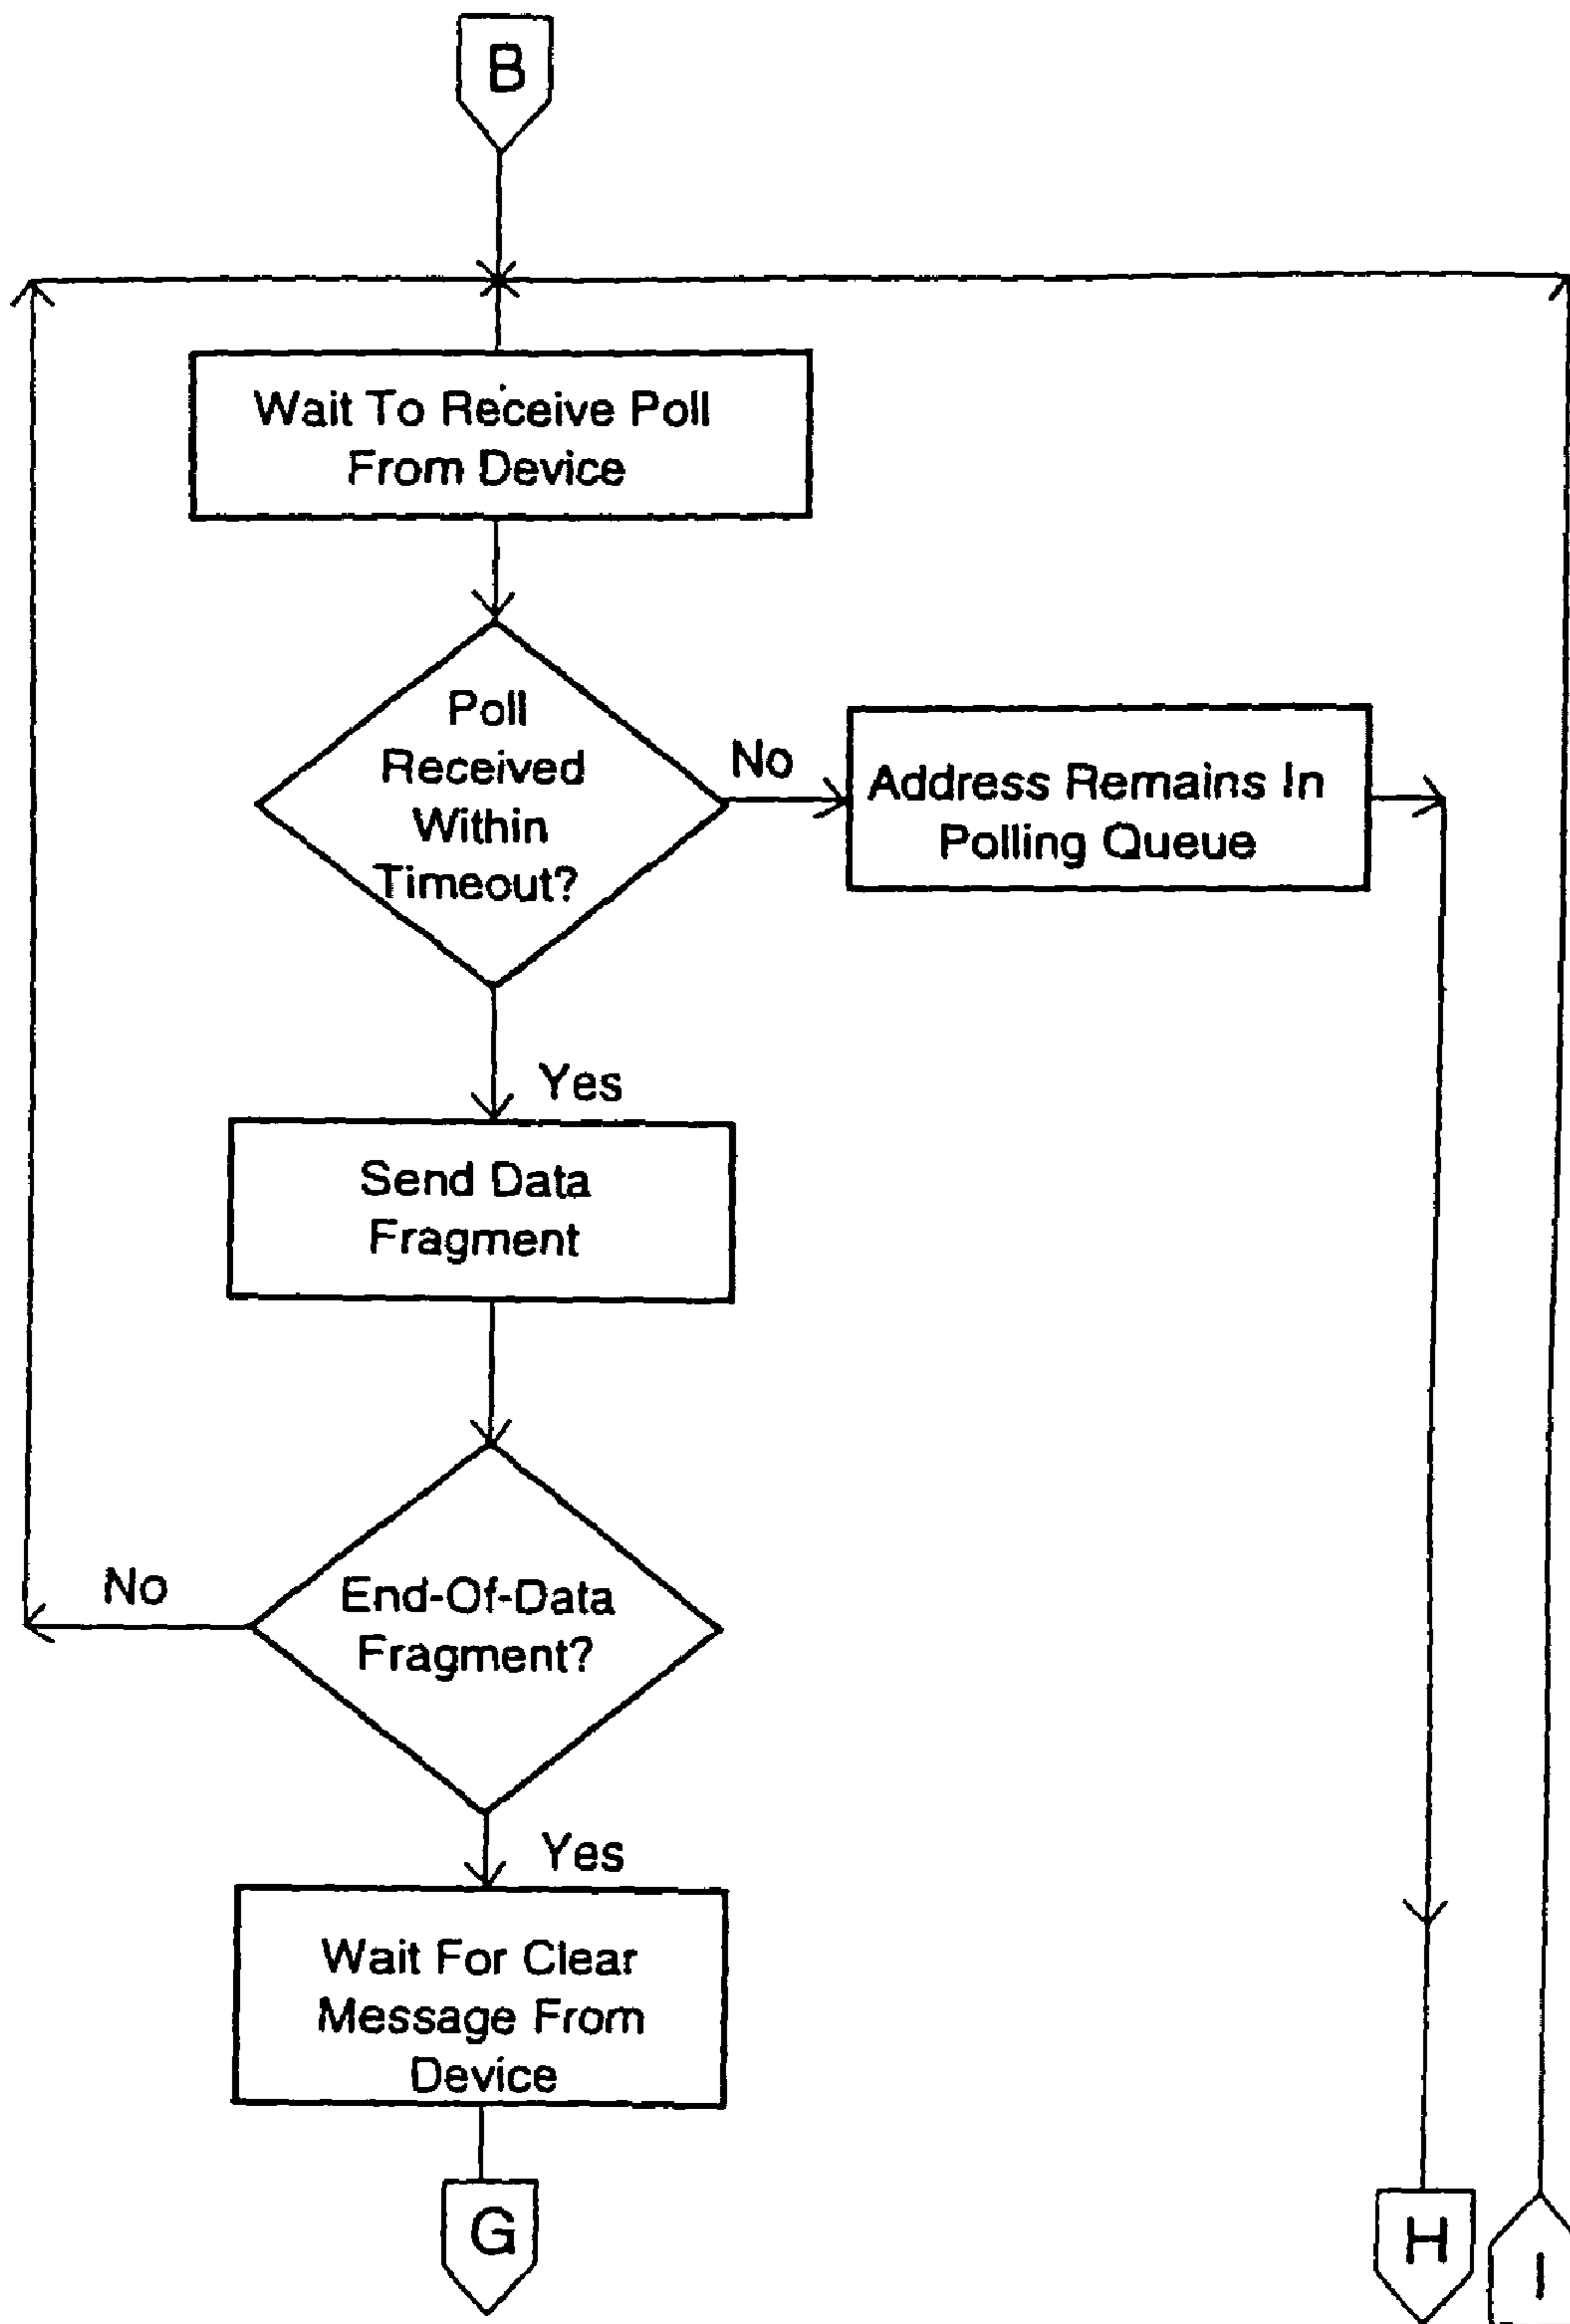 B
Wait To Receive Poll
From Device
Poll
Received
Within
Timeout?
No
Address Remains In
Polling Queue
Yes
Send Data
Fragment
No
End-Of-Data
Fragment?
Yes
Wait For Clear
Message From
Device
G
H
I